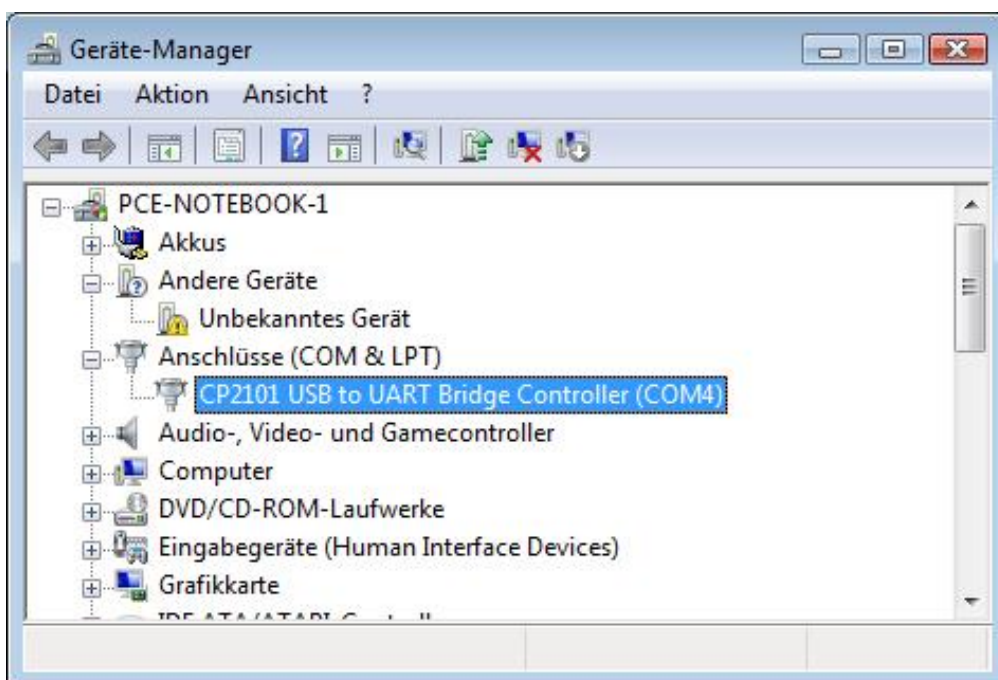 Geräte-Manager
Datei Aktion Ansicht ?
PCE-NOTEBOOK-1
Akkus
Andere Geräte
Unbekanntes Gerät
Anschlüsse (COM & LPT)
CP2101 USB to UART Bridge Controller (COM4)
Audio-, Video- und Gamecontroller
Computer
DVD/CD-ROM-Laufwerke
Eingabegeräte (Human Interface Devices)
Grafikkarte